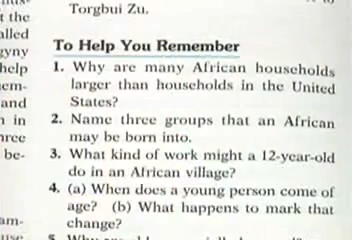 Torgbui Zu.
t the
alled
gyny
help
em-
and
n in
hree
be-
am-
To Help You Remember
1. Why are many African households
larger than households in the United
States?
2. Name three groups that an African
may be born into.
3. What kind of work might a 12-year-old
do in an African village?
4. (a) When does a young person come of
age? (b) What happens to mark that
change?